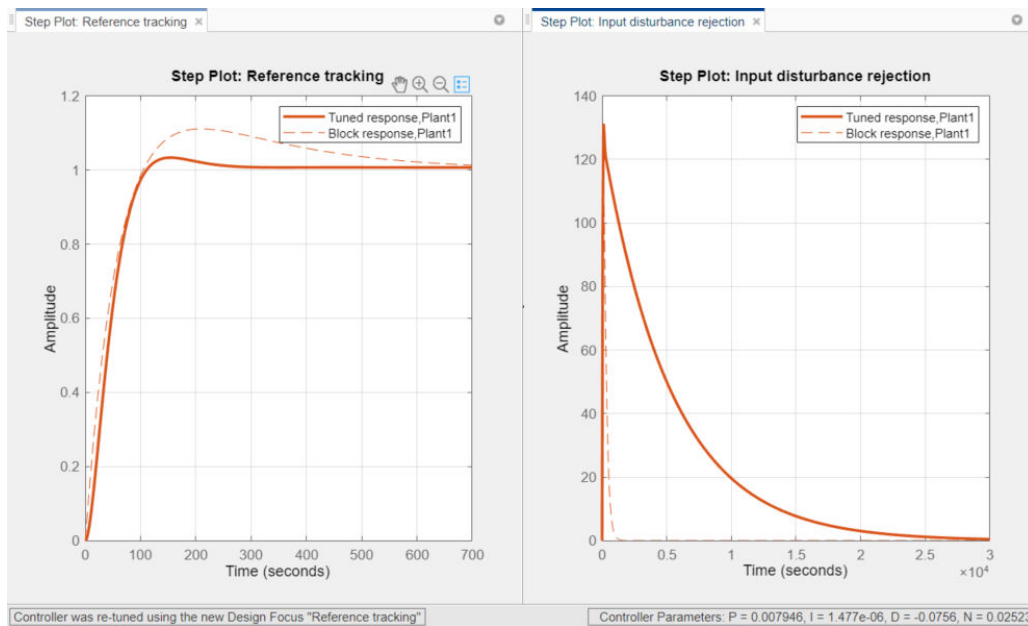 Step Plot: Reference tracking ×
Step Plot: Input disturbance rejection ×
Step Plot: Reference tracking
1.2
1
0.8
0.6
0.4
0.2
0
Amplitude
Tuned response,Plant1
Block response,Plant1
0 100 200 300 400 500 600 700
Time (seconds)
Step Plot: Input disturbance rejection
140
120
100
80
60
40
20
0
Amplitude
Tuned response,Plant1
Block response,Plant1
0 0.5 1 1.5 2 2.5 3
×10⁴
Time (seconds)
Controller was re-tuned using the new Design Focus "Reference tracking"
Controller Parameters: P = 0.007946, I = 1.477e-06, D = -0.0756, N = 0.02523